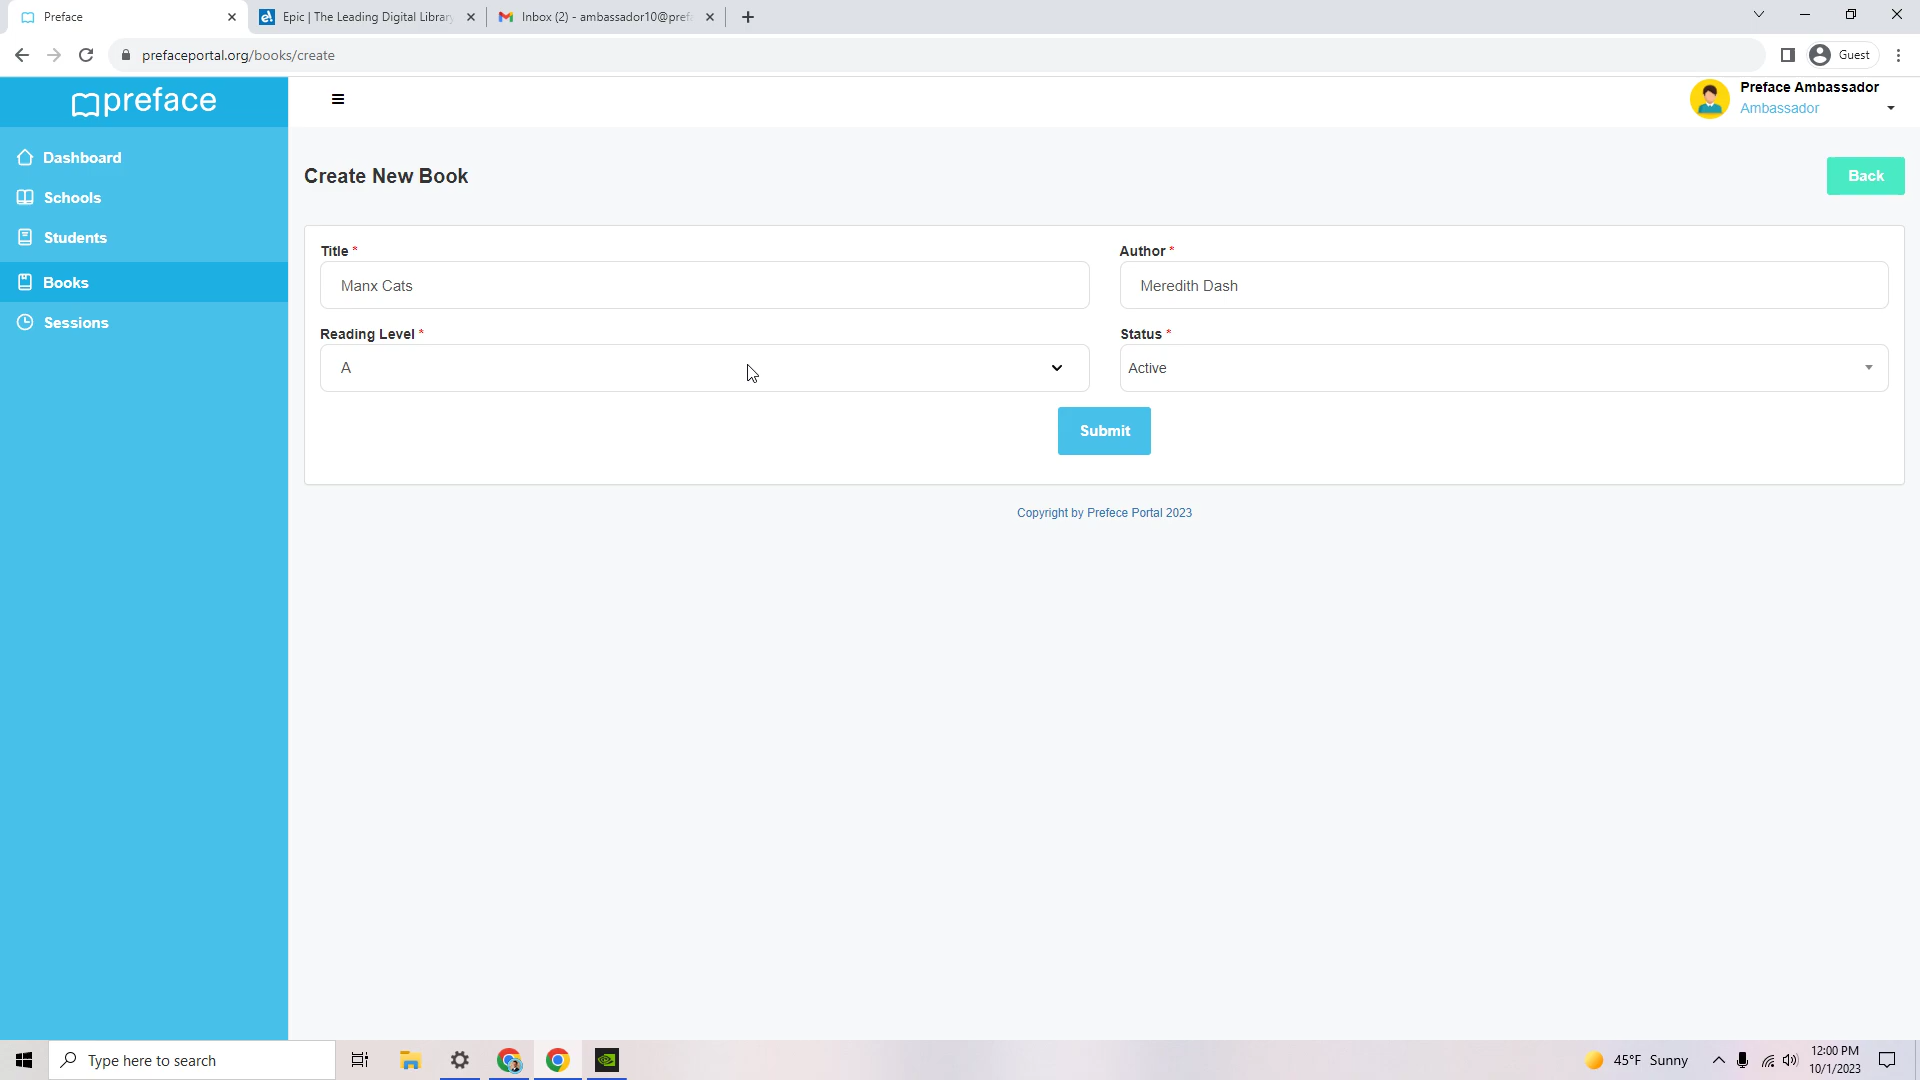 Preface
Epic | The Leading Digital Library
Inbox (2) - ambassador10@pref
prefaceportal.org/books/create
Guest
preface
Preface Ambassador
Ambassador
Dashboard
Schools
Students
Books
Sessions
Create New Book
Back
Title *
Author *
Manx Cats
Meredith Dash
Reading Level *
Status *
A
Active
Submit
Copyright by Prefece Portal 2023
Type here to search
45°F Sunny
12:00 PM
10/1/2023